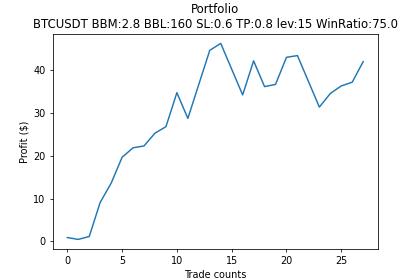 Portfolio
BTCUSDT BBM:2.8 BBL:160 SL:0.6 TP:0.8 lev:15 WinRatio:75.0
40
30
20
10
0
Profit ($)
0 5 10 15 20 25
Trade counts